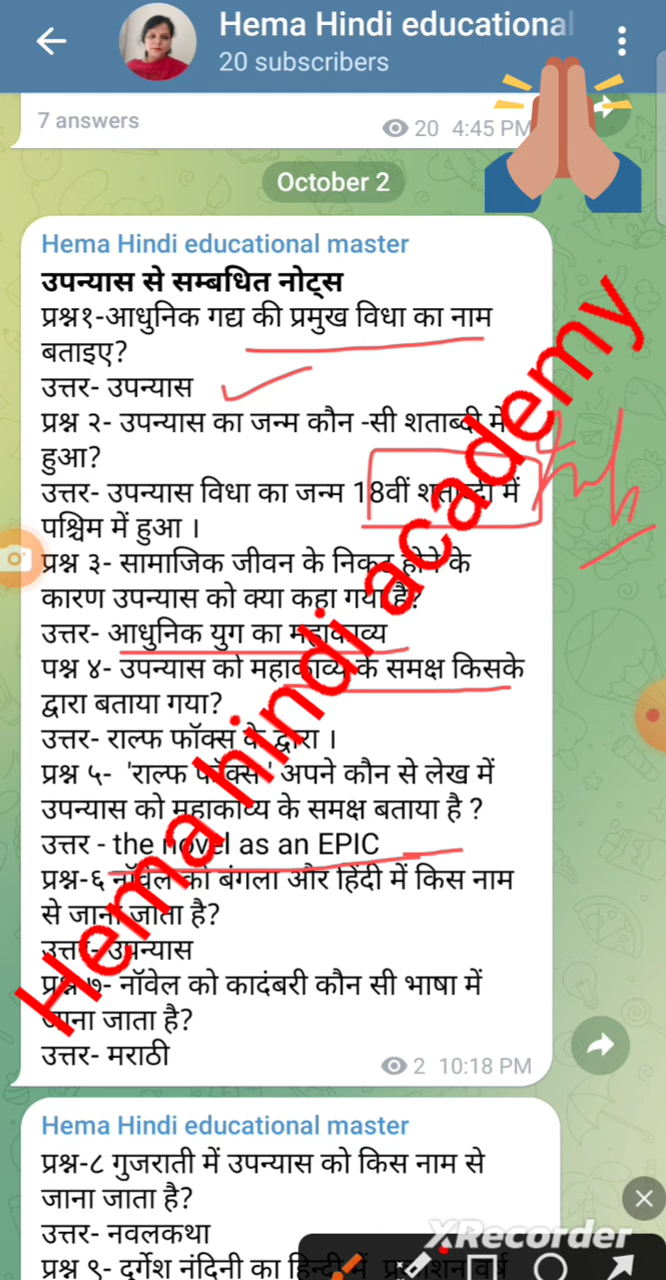 Hema Hindi educational
20 subscribers
7 answers
20 4:45 PM
October 2
Hema Hindi educational master
उपन्यास से सम्बधित नोट्स
प्रश्न१-आधुनिक गद्य की प्रमुख विधा का नाम
बताइए?
उत्तर- उपन्यास
प्रश्न २- उपन्यास का जन्म कौन -सी शताब्दी में
हुआ?
उत्तर- उपन्यास विधा का जन्म 18वीं शताब्दी में
पश्चिम में हुआ ।
प्रश्न ३- सामाजिक जीवन के निकट होने के
कारण उपन्यास को क्या कहा गया है?
उत्तर- आधुनिक युग का महाकाव्य
पश्न ४- उपन्यास को महाकाव्य के समक्ष किसके
द्वारा बताया गया?
उत्तर- राल्फ फॉक्स के द्वारा ।
प्रश्न ५- 'राल्फ फॉक्स' अपने कौन से लेख में
उपन्यास को महाकाव्य के समक्ष बताया है ?
उत्तर - the novel as an EPIC
प्रश्न-६ नॉवेल को बंगला और हिंदी में किस नाम
से जाना जाता है?
उत्तर- उपन्यास
प्रश्न ७- नॉवेल को कादंबरी कौन सी भाषा में
जाना जाता है?
उत्तर- मराठी
2 10:18 PM
Hema hindi academy
Hema Hindi educational master
प्रश्न-८ गुजराती में उपन्यास को किस नाम से
जाना जाता है?
उत्तर- नवलकथा
XRecorder
प्रश्न ९- दुर्गेश नंदिनी का हिन्दी में प्रकाशन वर्ष